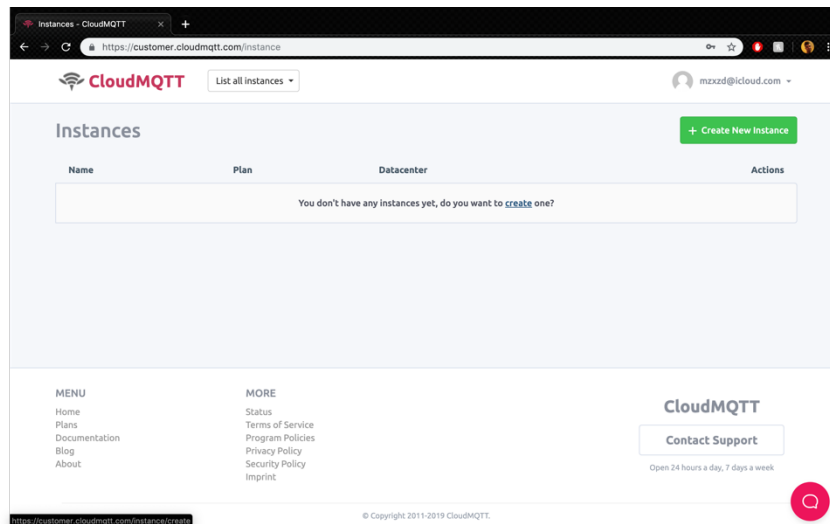 Instances - CloudMQTT
https://customer.cloudmqtt.com/instance
CloudMQTT
List all instances
mzxzd@icloud.com
Instances
+ Create New Instance
Name Plan Datacenter Actions
You don't have any instances yet, do you want to create one?
MENU
Home
Plans
Documentation
Blog
About
MORE
Status
Terms of Service
Program Policies
Privacy Policy
Security Policy
Imprint
CloudMQTT
Contact Support
Open 24 hours a day, 7 days a week
https://customer.cloudmqtt.com/instance/create
© Copyright 2011-2019 CloudMQTT.